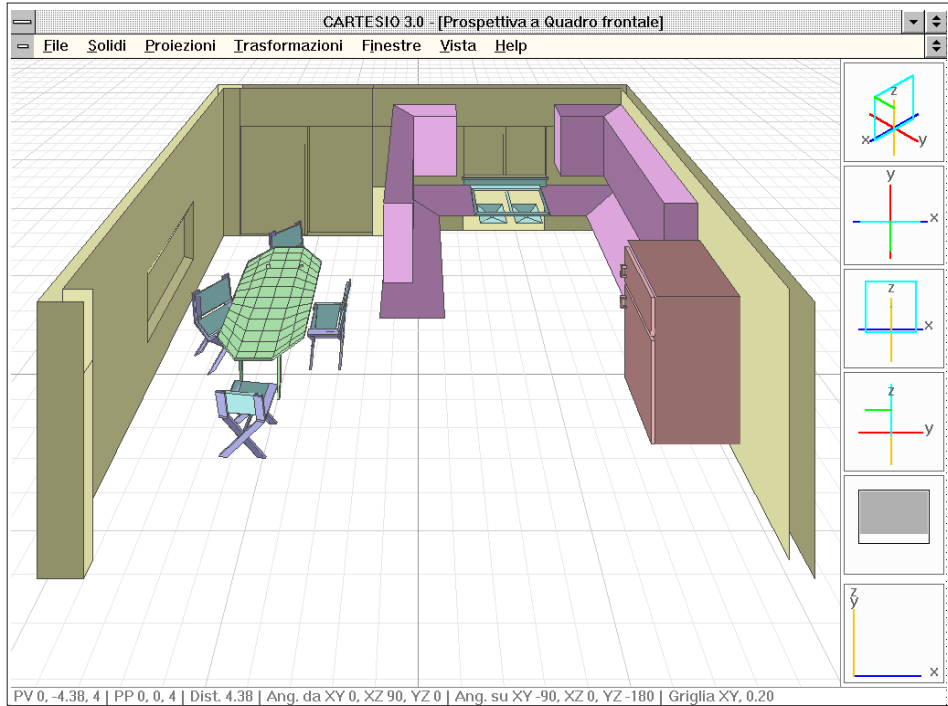 CARTESIO 3.0 - [Prospettiva a Quadro frontale]
File Solidi Proiezioni Trasformazioni Finestre Vista Help
z
x y
y
x
z
x
z
y
z
y
x
PV 0, -4.38, 4 | PP 0, 0, 4 | Dist. 4.38 | Ang. da XY 0, XZ 90, YZ 0 | Ang. su XY -90, XZ 0, YZ -180 | Griglia XY, 0.20